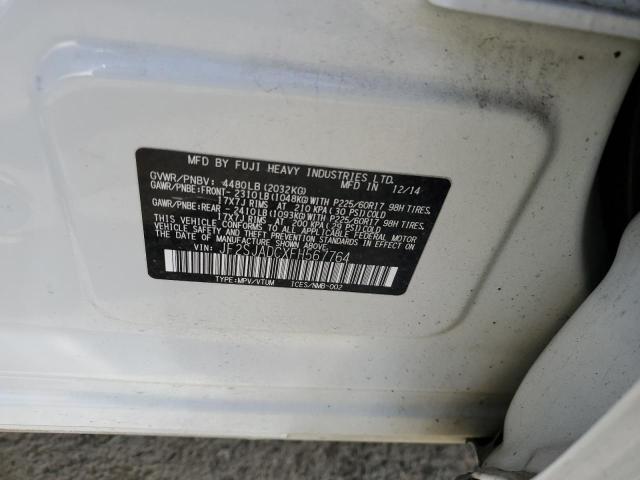 MFD BY FUJI HEAVY INDUSTRIES LTD.
GVWR/PNBV: 4480LB(2032KG) MFD IN 12/14
GAWR/PNBE:FRONT-2310LB(1048KG)WITH P225/60R17 98H TIRES,
17X7J RIMS AT 210 KPA(30 PSI)COLD
GAWR/PNBE:REAR -2410LB(1093KG)WITH P225/60R17 98H TIRES,
17X7J RIMS AT 200 KPA(29 PSI)COLD
THIS VEHICLE CONFORMS TO ALL APPLICABLE FEDERAL MOTOR
VEHICLE SAFETY STANDARDS IN EFFECT ON THE DATE OF
MANUFACTURE SHOWN ABOVE.
VIN: JF2SJADCXFH567764
TYPE:MPV/VTUM ICES/NMB-002